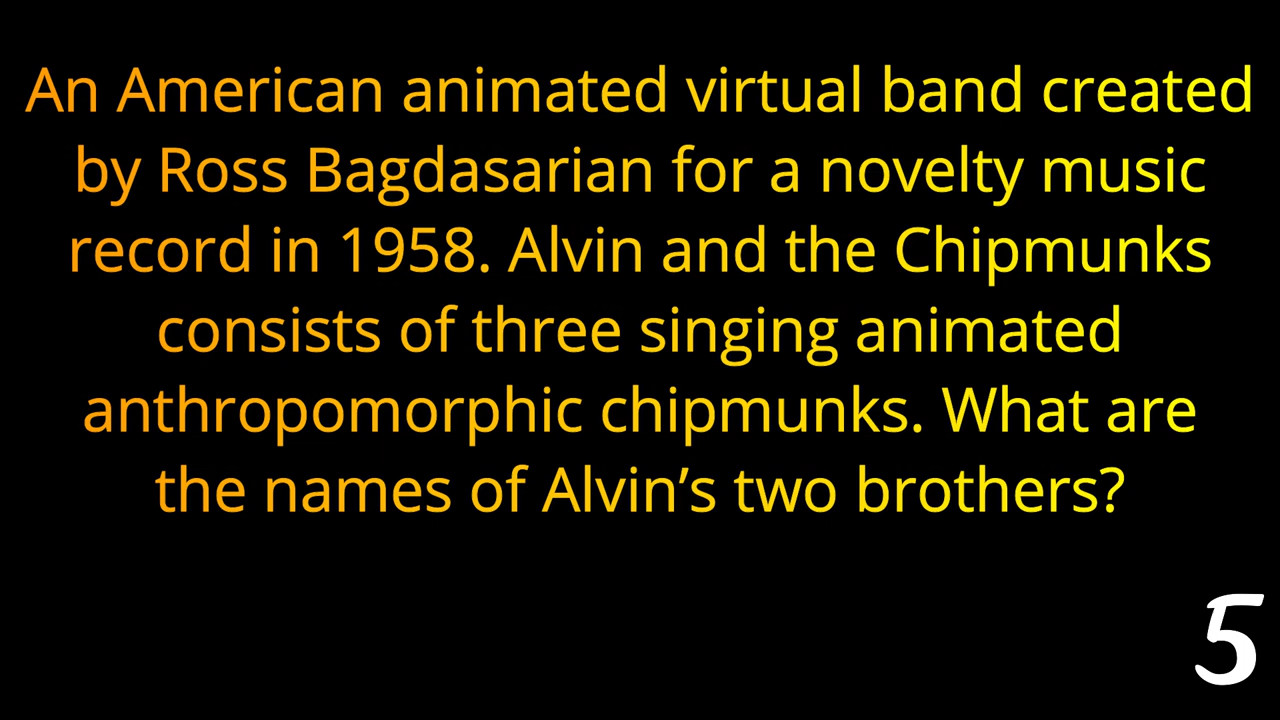 An American animated virtual band created
by Ross Bagdasarian for a novelty music
record in 1958. Alvin and the Chipmunks
consists of three singing animated
anthropomorphic chipmunks. What are
the names of Alvin’s two brothers?
5